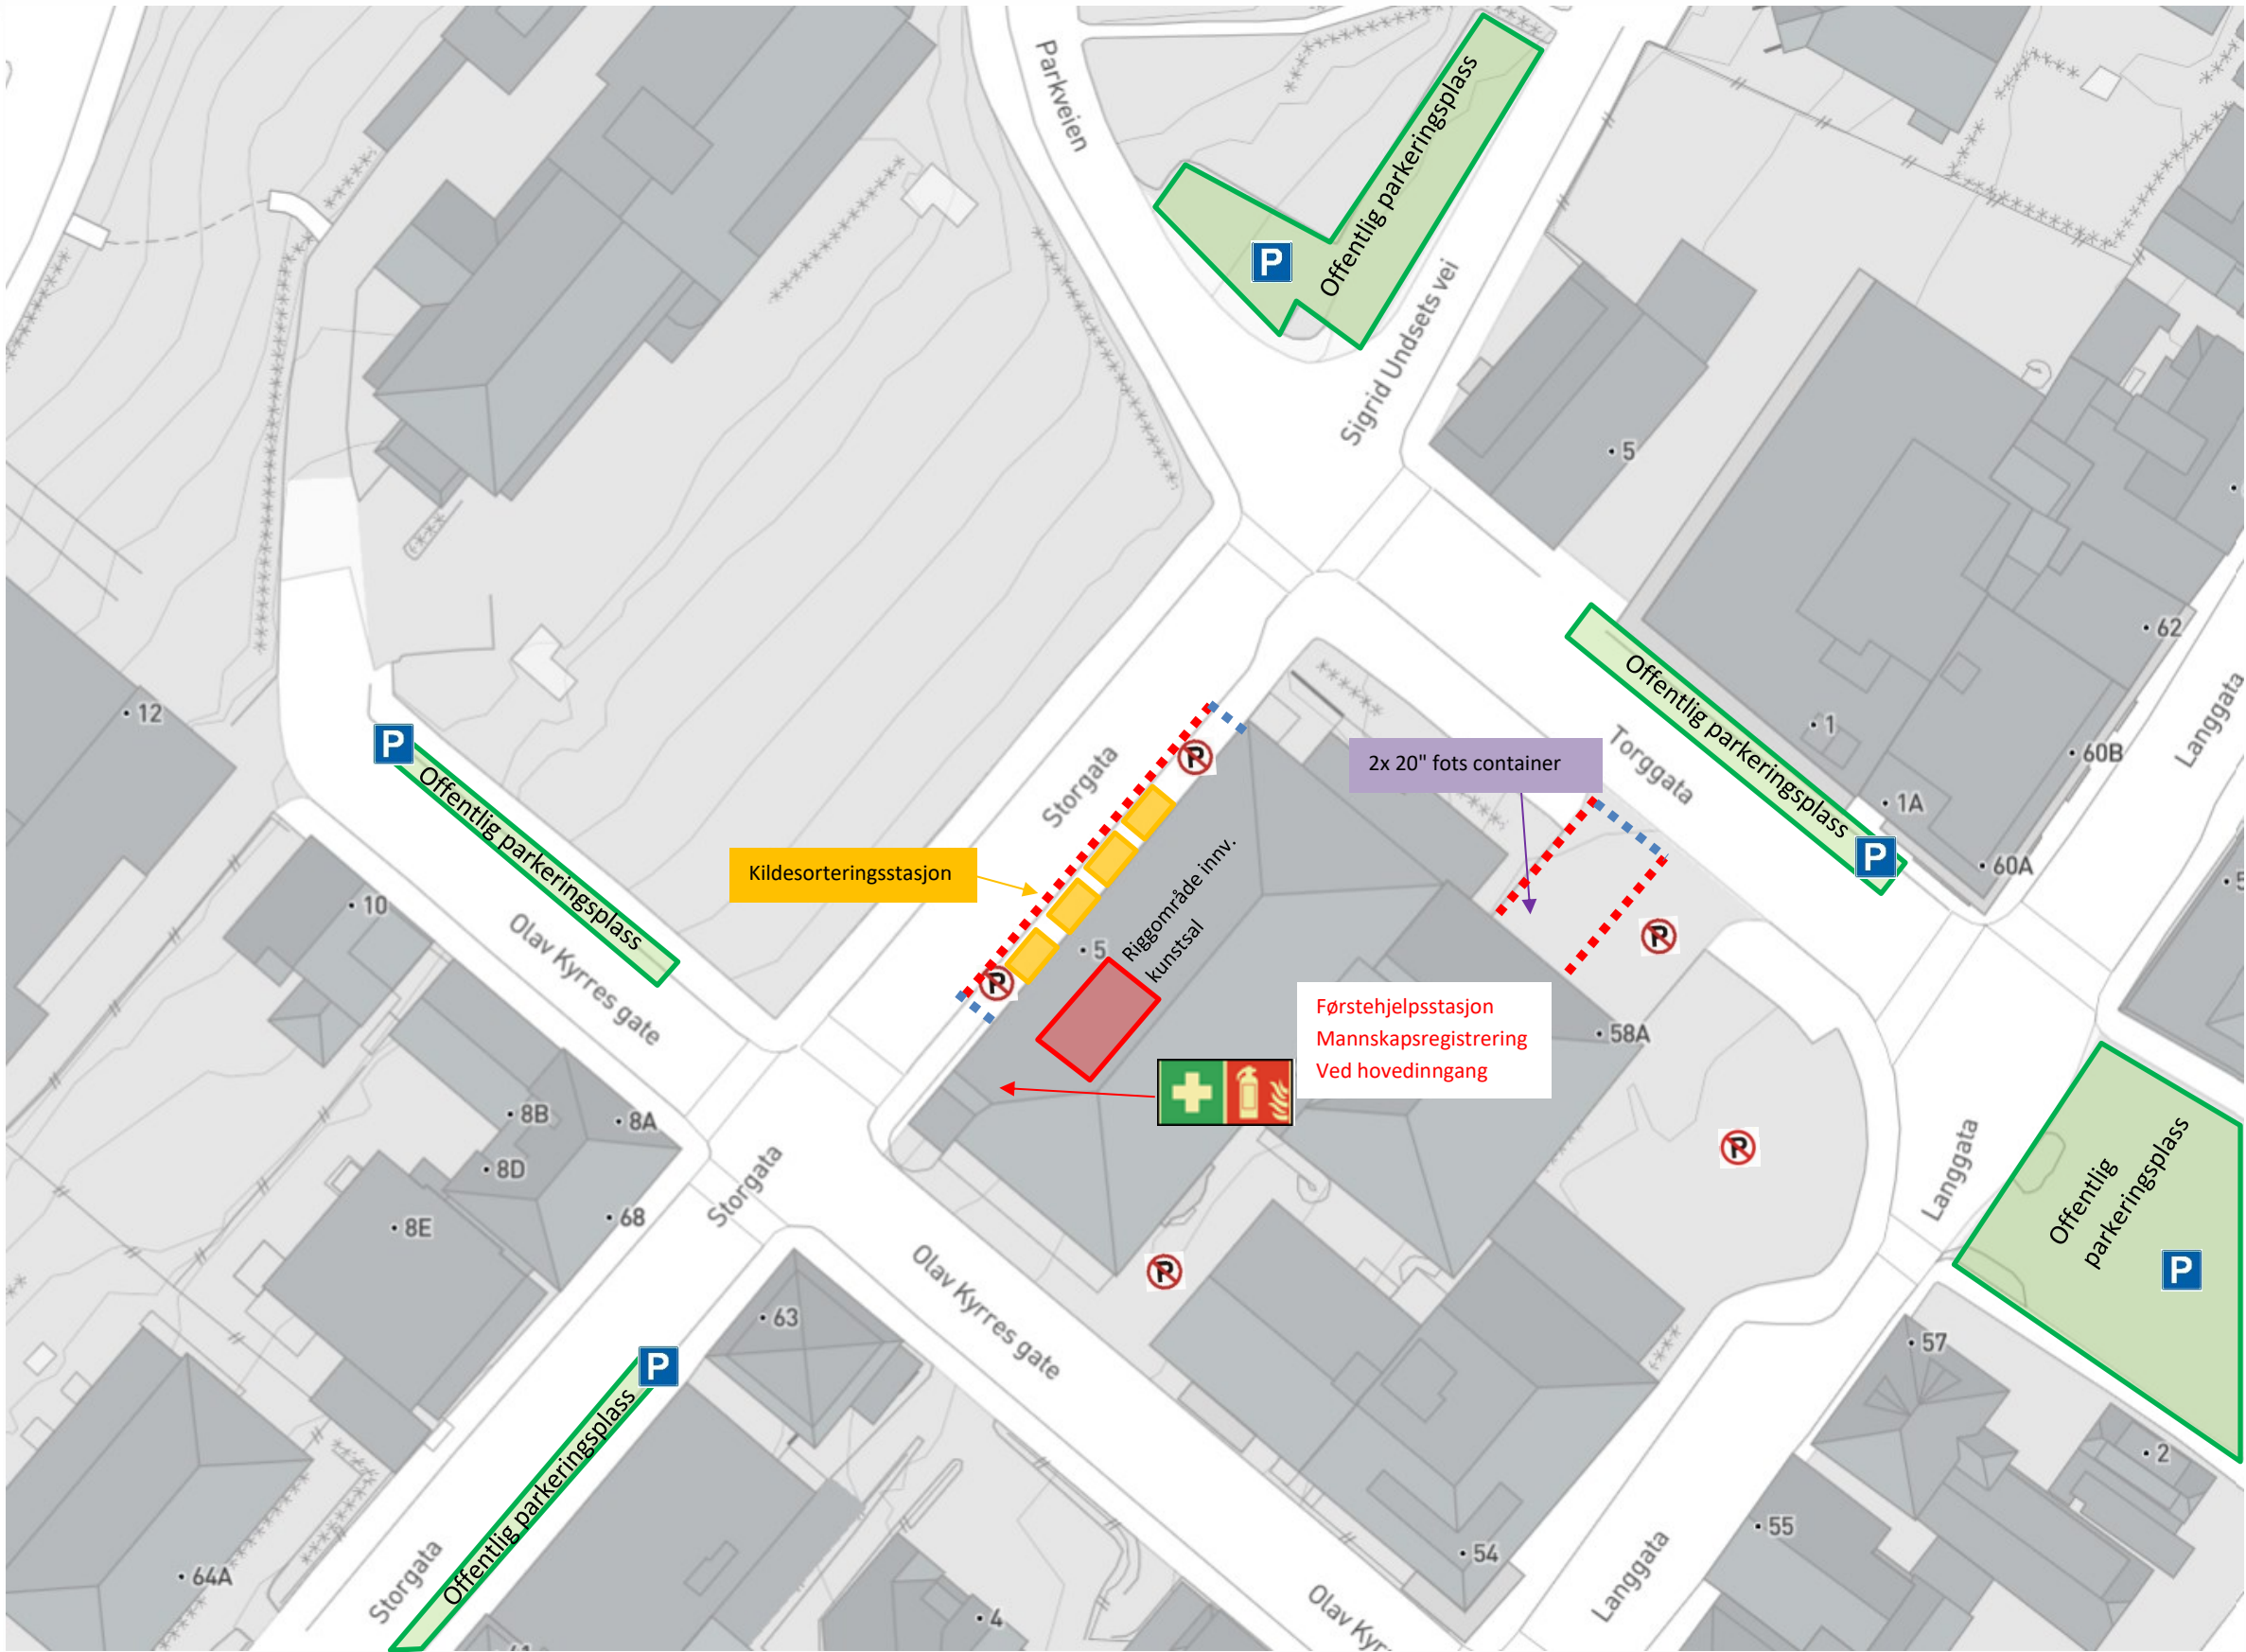 Parkveien
Offentlig parkeringsplass
P
Sigrid Undsets vei
5
62
12
P
Offentlig parkeringsplass
Storgata
P
2x 20" fots container
Torggata
Offentlig parkeringsplass
1
60B
Langgata
1A
P
60A
Kildesorteringsstasjon
10
Olav Kyrres gate
Riggområde innv.
kunstsal
5
P
P
Førstehjelpsstasjon
Mannskapsregistrering
Ved hovedinngang
58A
8B
8A
8D
Storgata
68
8E
P
P
Langgata
Offentlig
parkeringsplass
P
Olav Kyrres gate
63
57
P
Offentlig parkeringsplass
2
55
54
64A
Storgata
4
Langgata
Olav Kyr